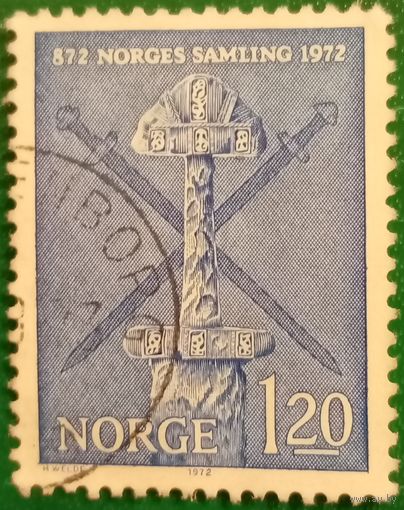 872 NORGES SAMLING 1972
NORGE 1.20
H. WELDE 1972